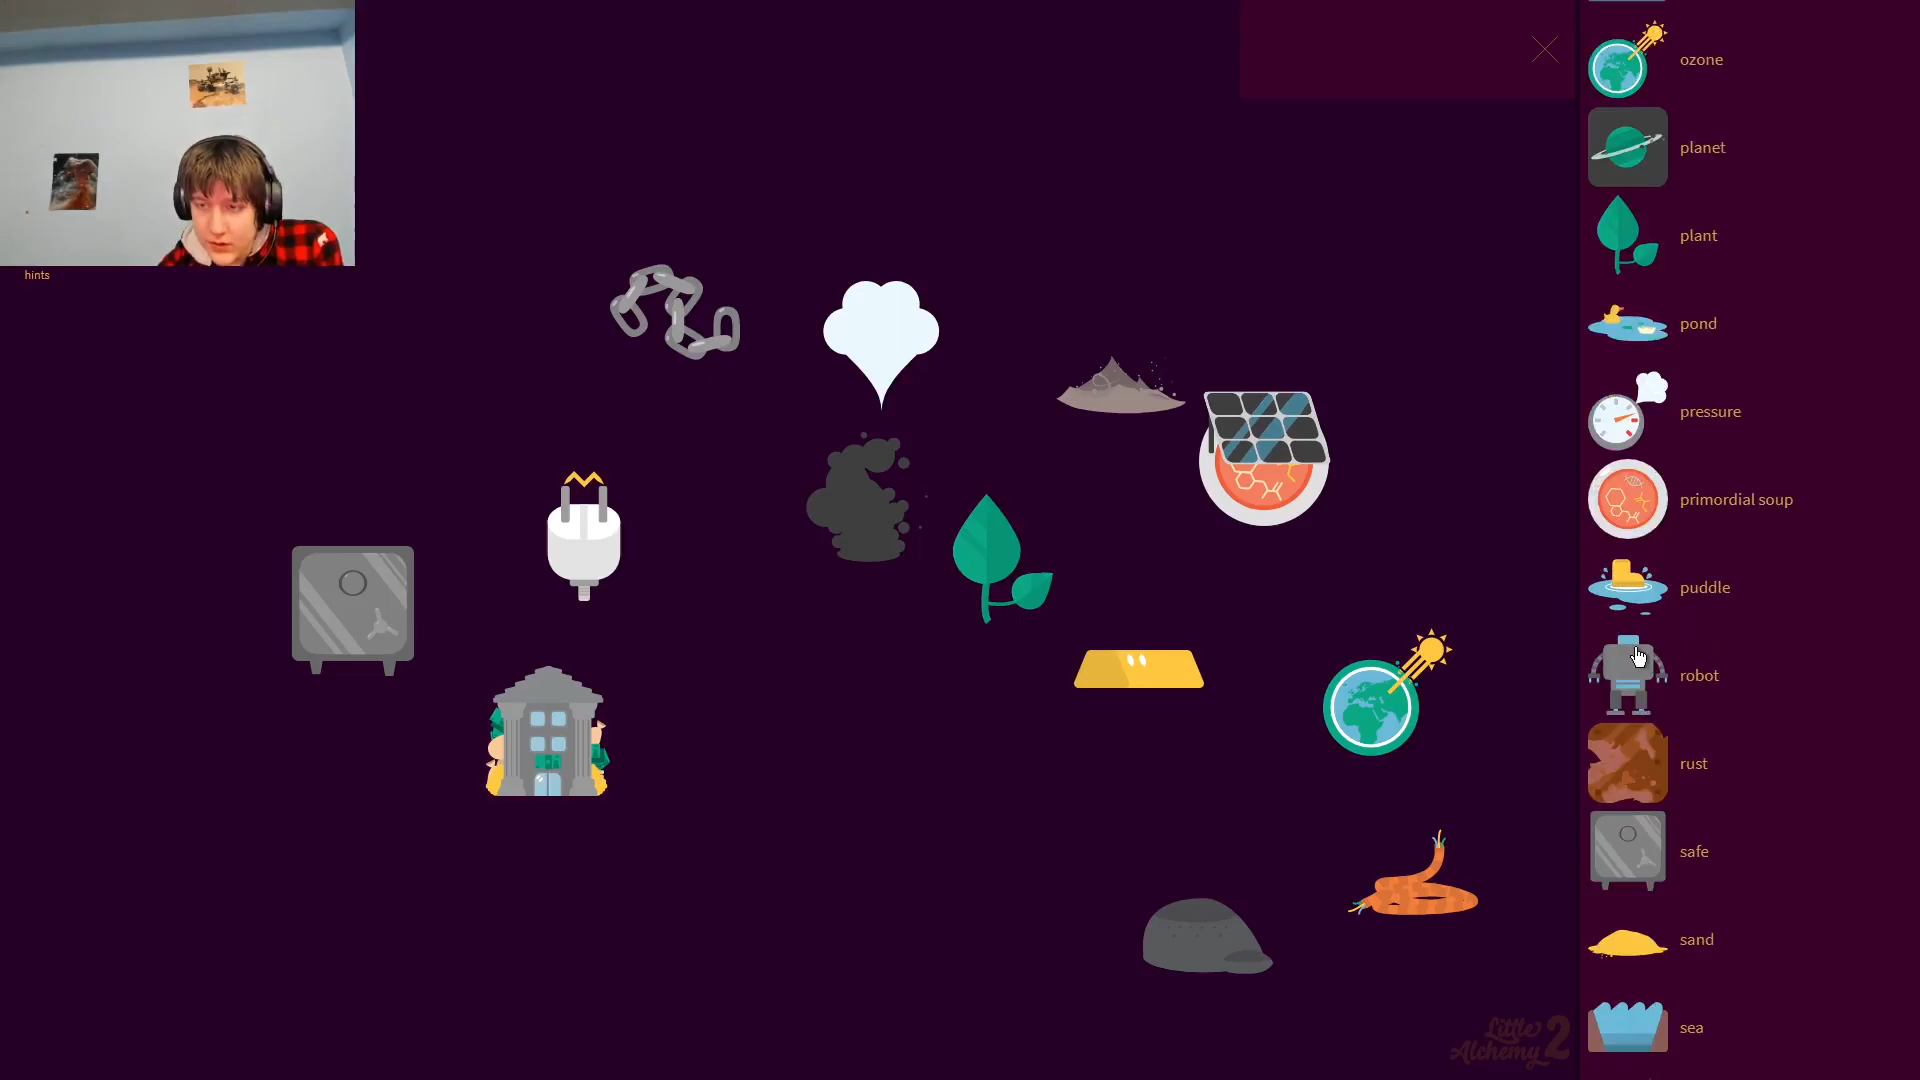 hints
ozone
planet
plant
pond
pressure
primordial soup
puddle
robot
rust
safe
sand
sea
Little
Alchemy 2